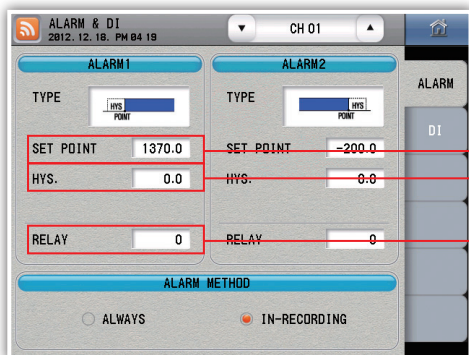 ALARM & DI
2012. 12. 18. PM 04 19
CH 01
ALARM1
TYPE
HYS
POINT
SET POINT 1370.0
HYS. 0.0
RELAY 0
ALARM2
TYPE
HYS
POINT
SET POINT -200.0
HYS. 0.0
RELAY 0
ALARM METHOD
ALWAYS
IN-RECORDING
ALARM
DI